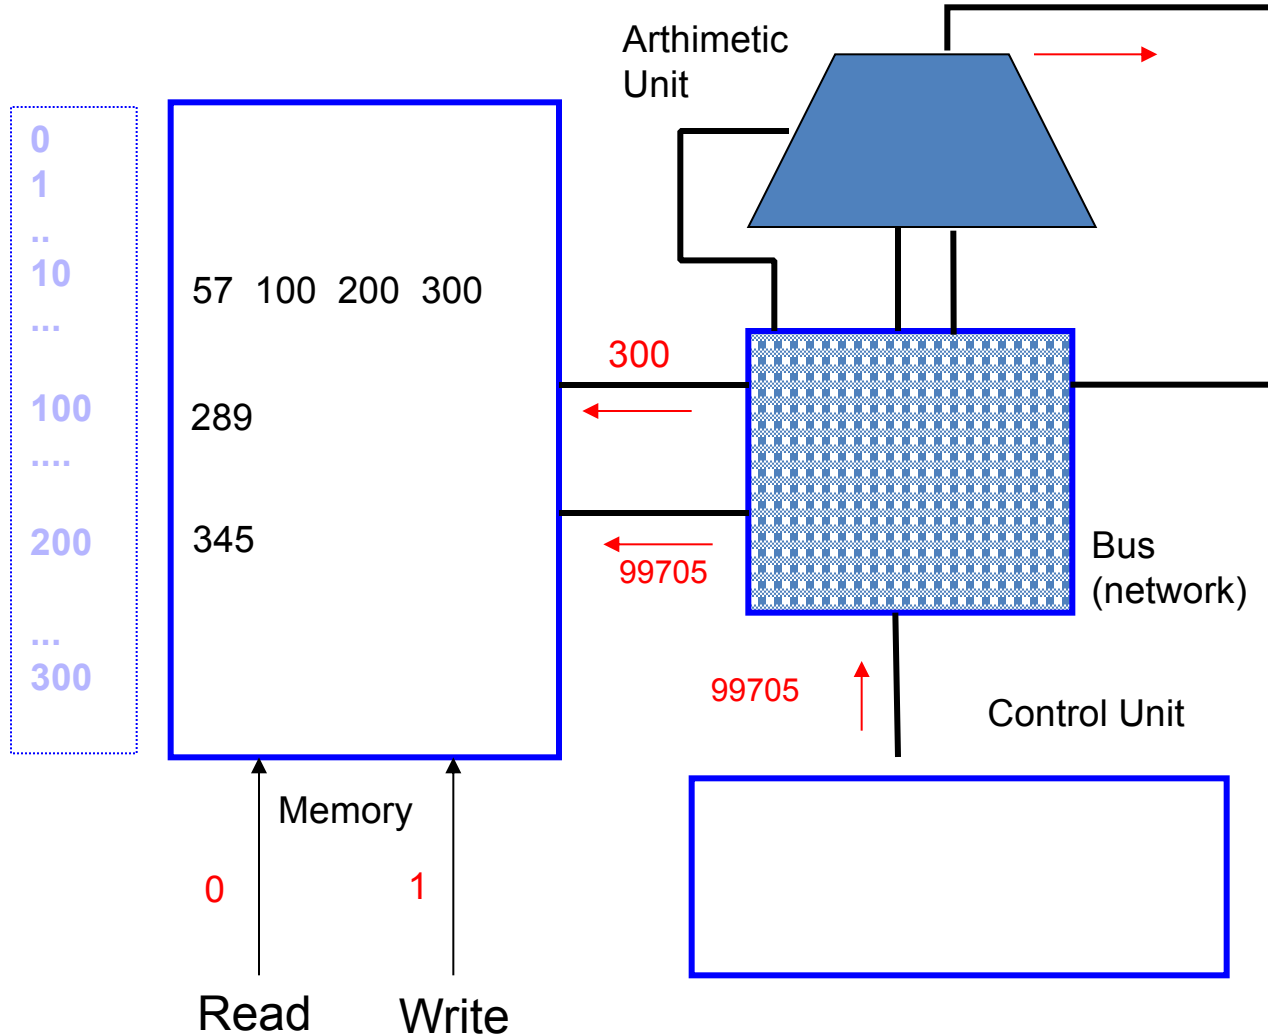 Arthimetic
Unit
0
1
..
10
...
100
....
200
...
300
57 100 200 300
289
345
300
99705
99705
Bus
(network)
Control Unit
Memory
0
1
Read
Write